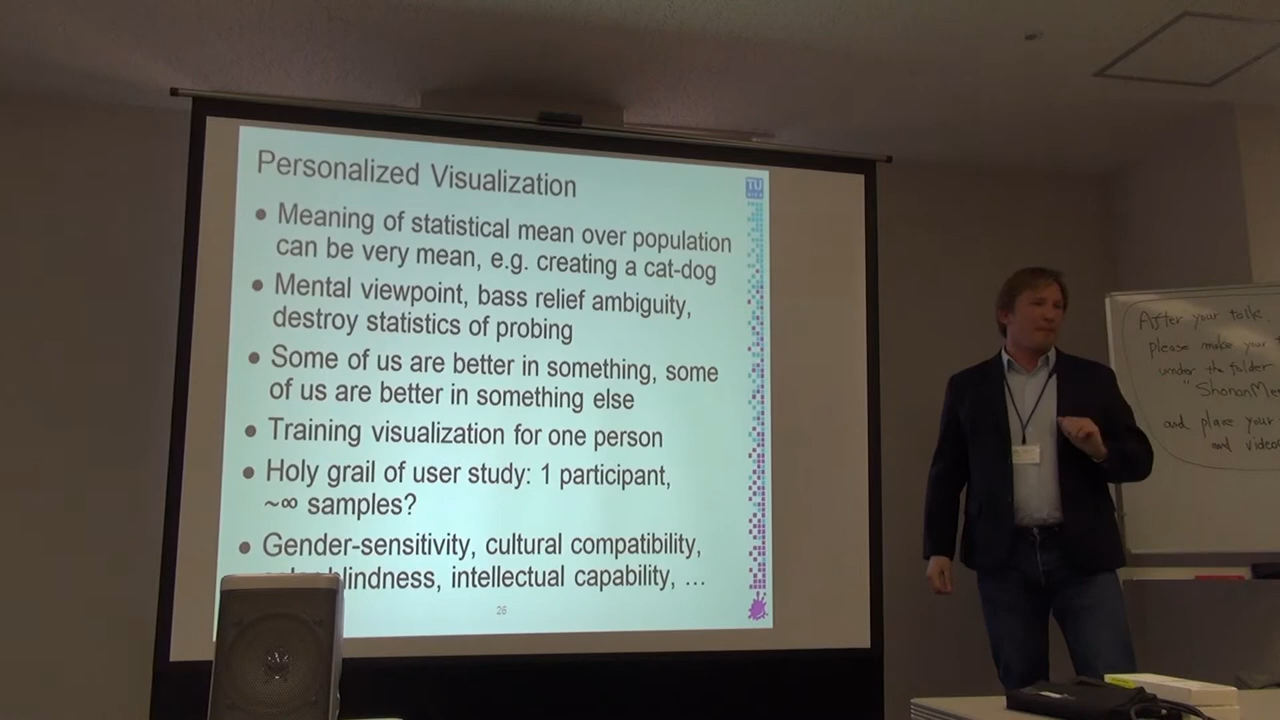 Personalized Visualization
TU
WIEN
• Meaning of statistical mean over population
can be very mean, e.g. creating a cat-dog
• Mental viewpoint, bass relief ambiguity,
destroy statistics of probing
• Some of us are better in something, some
of us are better in something else
• Training visualization for one person
• Holy grail of user study: 1 participant,
~∞ samples?
• Gender-sensitivity, cultural compatibility,
blindness, intellectual capability, ...
26
After your talk,
please make your
under the folder
"ShonanMe
and place your
and video